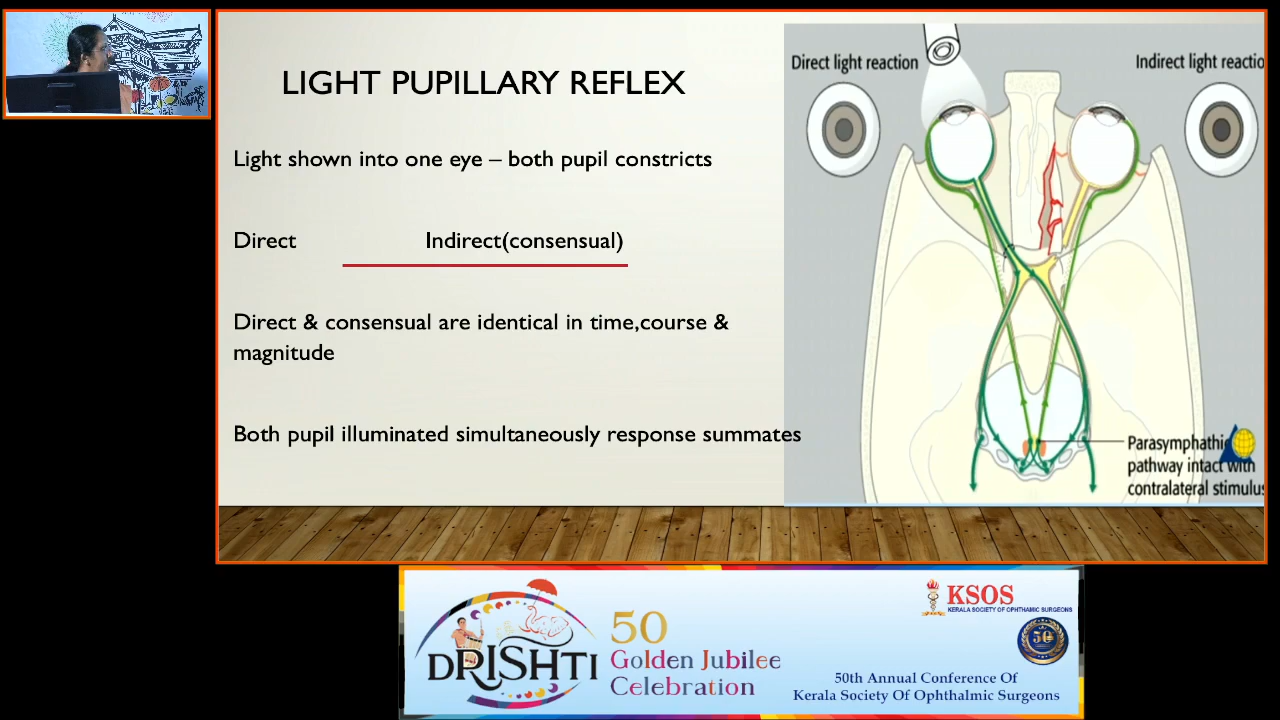 LIGHT PUPILLARY REFLEX
Light shown into one eye – both pupil constricts
Direct Indirect(consensual)
Direct & consensual are identical in time,course &
magnitude
Both pupil illuminated simultaneously response summates
Direct light reaction
Indirect light reactio
Parasymphathic
pathway intact with
contralateral stimulus
DRISHTI
50
Golden Jubilee
Celebration
KSOS
KERALA SOCIETY OF OPHTHAMIC SURGEONS
50
50th Annual Conference Of
Kerala Society Of Ophthalmic Surgeons